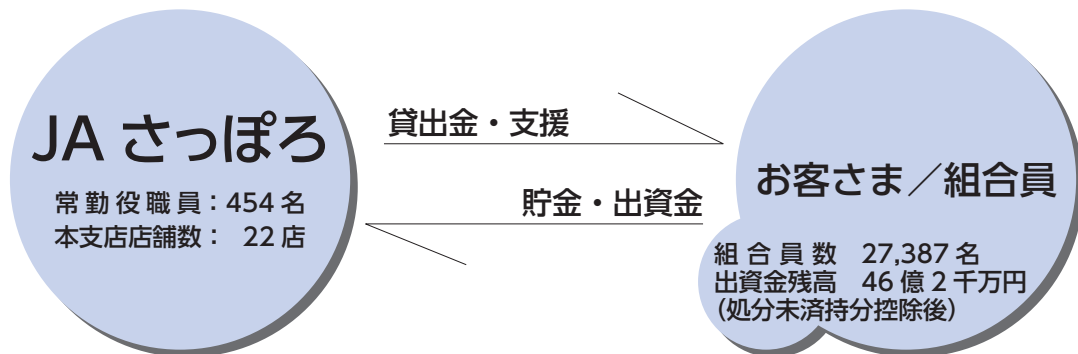 JA さっぽろ
常勤役職員：454 名
本支店店舗数： 22 店
貸出金・支援
貯金・出資金
お客さま／組合員
組合員数 27,387 名
出資金残高 46 億 2 千万円
（処分未済持分控除後）